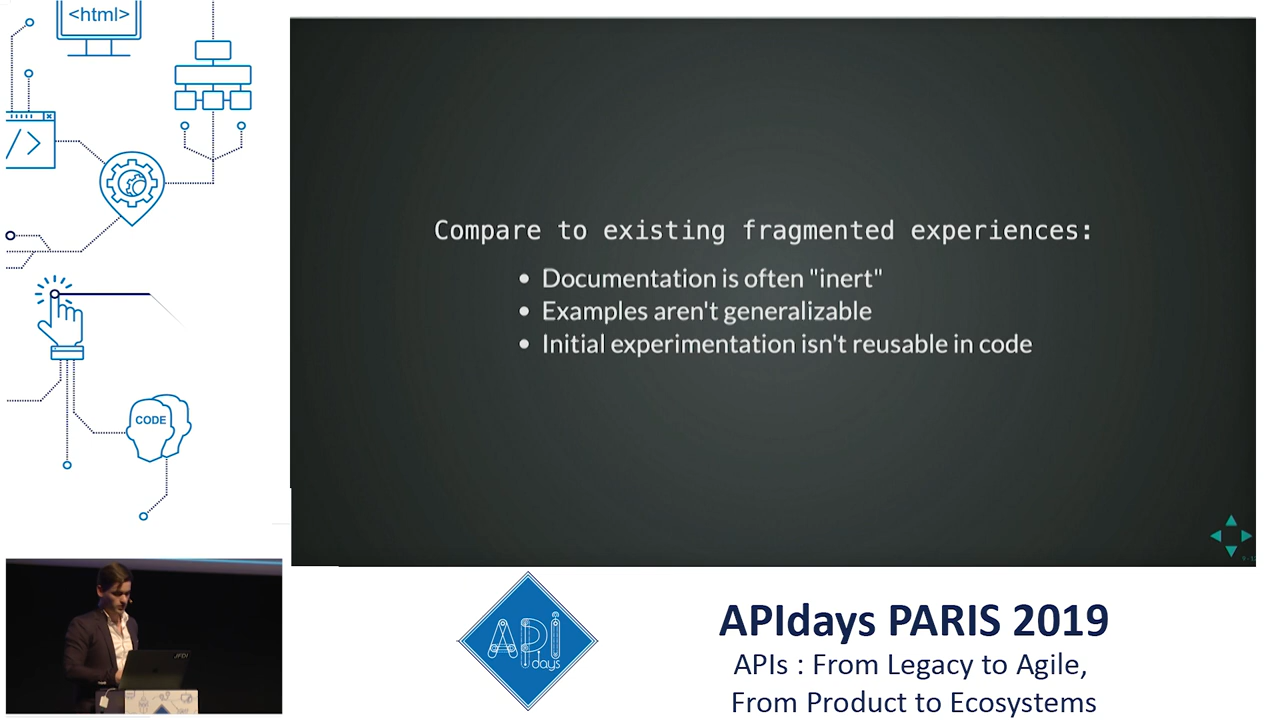 <html>
</>
CODE
Compare to existing fragmented experiences:
• Documentation is often "inert"
• Examples aren't generalizable
• Initial experimentation isn't reusable in code
JFDI
API
days
APIdays PARIS 2019
APIs : From Legacy to Agile,
From Product to Ecosystems